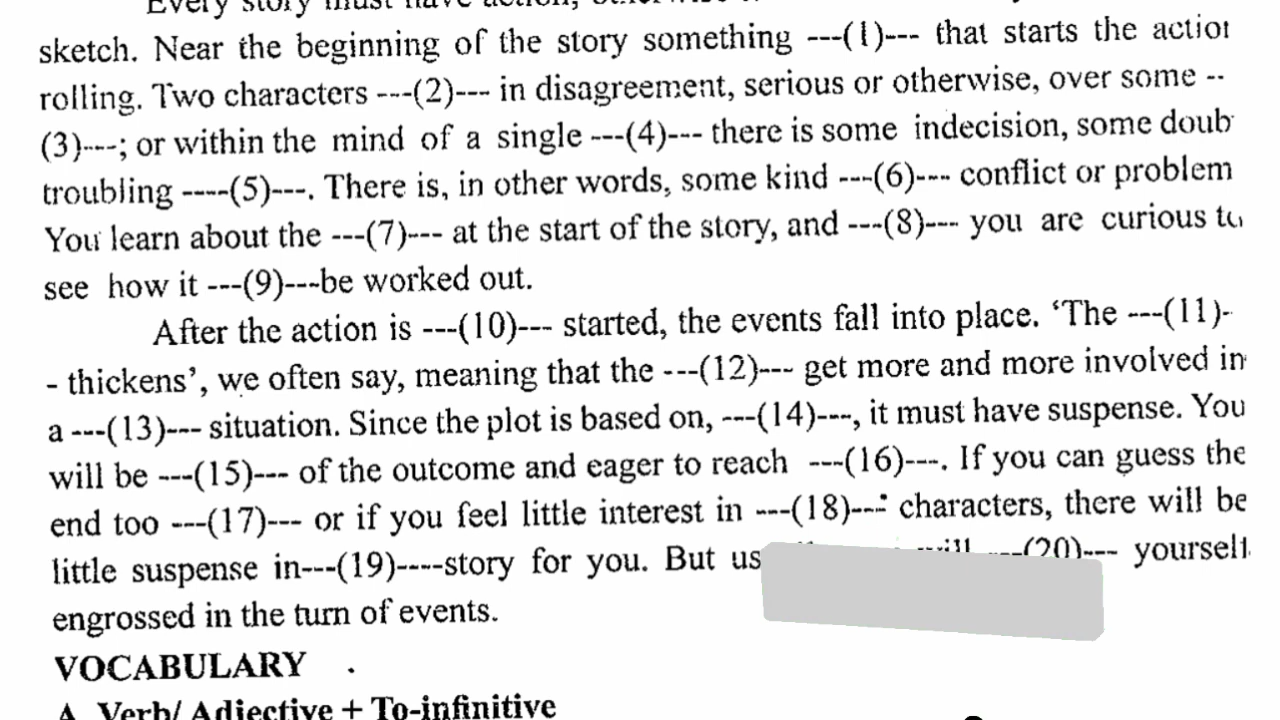 Every story must have action,
sketch. Near the beginning of the story something ---(1)--- that starts the action
rolling. Two characters ---(2)--- in disagreement, serious or otherwise, over some --
(3)---; or within the mind of a single ---(4)--- there is some indecision, some doub
troubling ----(5)---. There is, in other words, some kind ---(6)--- conflict or problem
You learn about the ---(7)--- at the start of the story, and ---(8)--- you are curious to
see how it ---(9)---be worked out.
After the action is ---(10)--- started, the events fall into place. ‘The ---(11)-
- thickens’, we often say, meaning that the ---(12)--- get more and more involved in
a ---(13)--- situation. Since the plot is based on, ---(14)---, it must have suspense. You
will be ---(15)--- of the outcome and eager to reach ---(16)---. If you can guess the
end too ---(17)--- or if you feel little interest in ---(18)---: characters, there will be
little suspense in---(19)----story for you. But us will ---(20)--- yourself
engrossed in the turn of events.
VOCABULARY .
A. Verb/ Adjective + To-infinitive